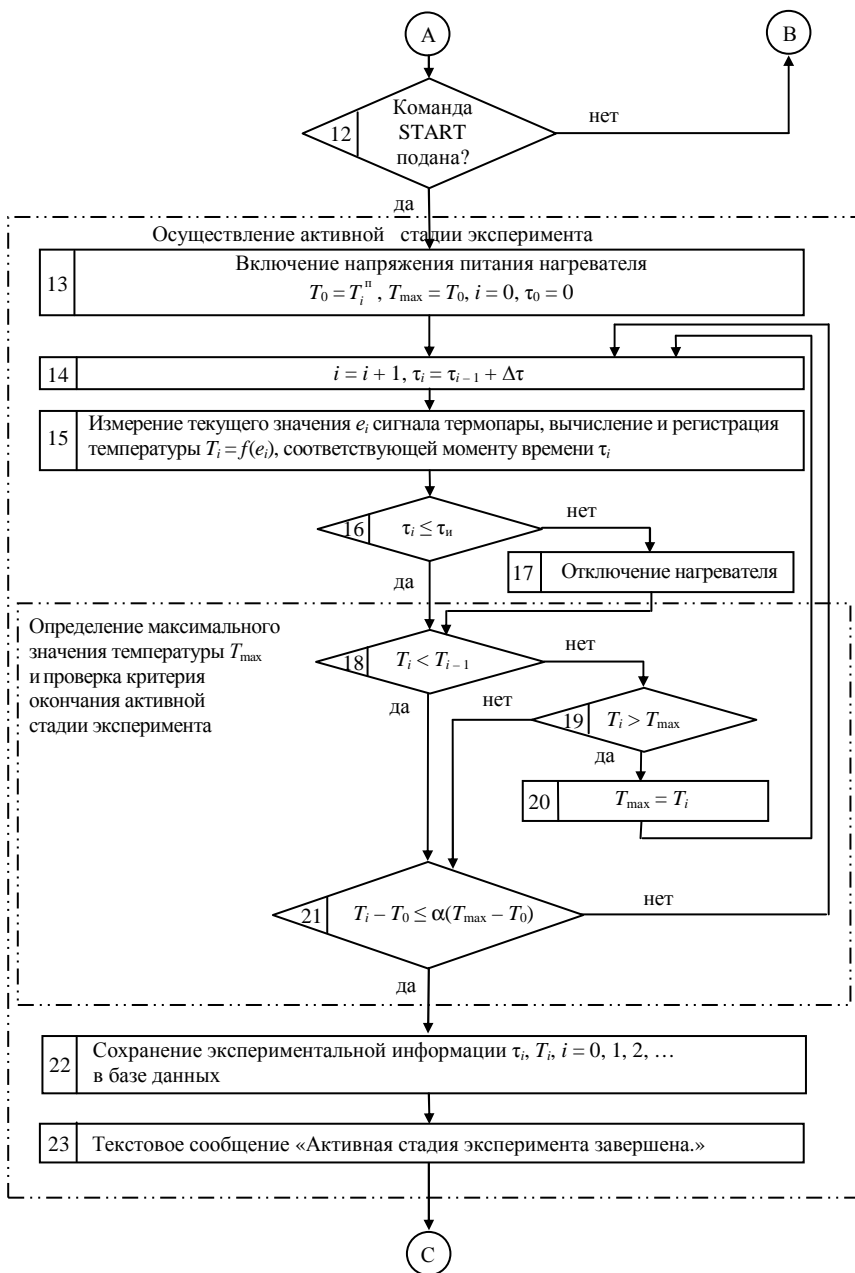 A
B
12
Команда
START
подана?
нет
да
Осуществление активной стадии эксперимента
13
Включение напряжения питания нагревателя
T₀ = Tᵢᵖ, Tmax = T₀, i = 0, τ₀ = 0
14
i = i + 1, τᵢ = τᵢ₋₁ + Δτ
15
Измерение текущего значения eᵢ сигнала термопары, вычисление и регистрация
температуры Tᵢ = f(eᵢ), соответствующей моменту времени τᵢ
16
τᵢ ≤ τи
нет
да
17
Отключение нагревателя
Определение максимального
значения температуры Tmax
и проверка критерия
окончания активной
стадии эксперимента
18
Tᵢ < Tᵢ₋₁
нет
да
19
Tᵢ > Tmax
нет
да
20
Tmax = Tᵢ
21
Tᵢ – T₀ ≤ α(Tmax – T₀)
нет
да
22
Сохранение экспериментальной информации τᵢ, Tᵢ, i = 0, 1, 2, …
в базе данных
23
Текстовое сообщение «Активная стадия эксперимента завершена.»
C